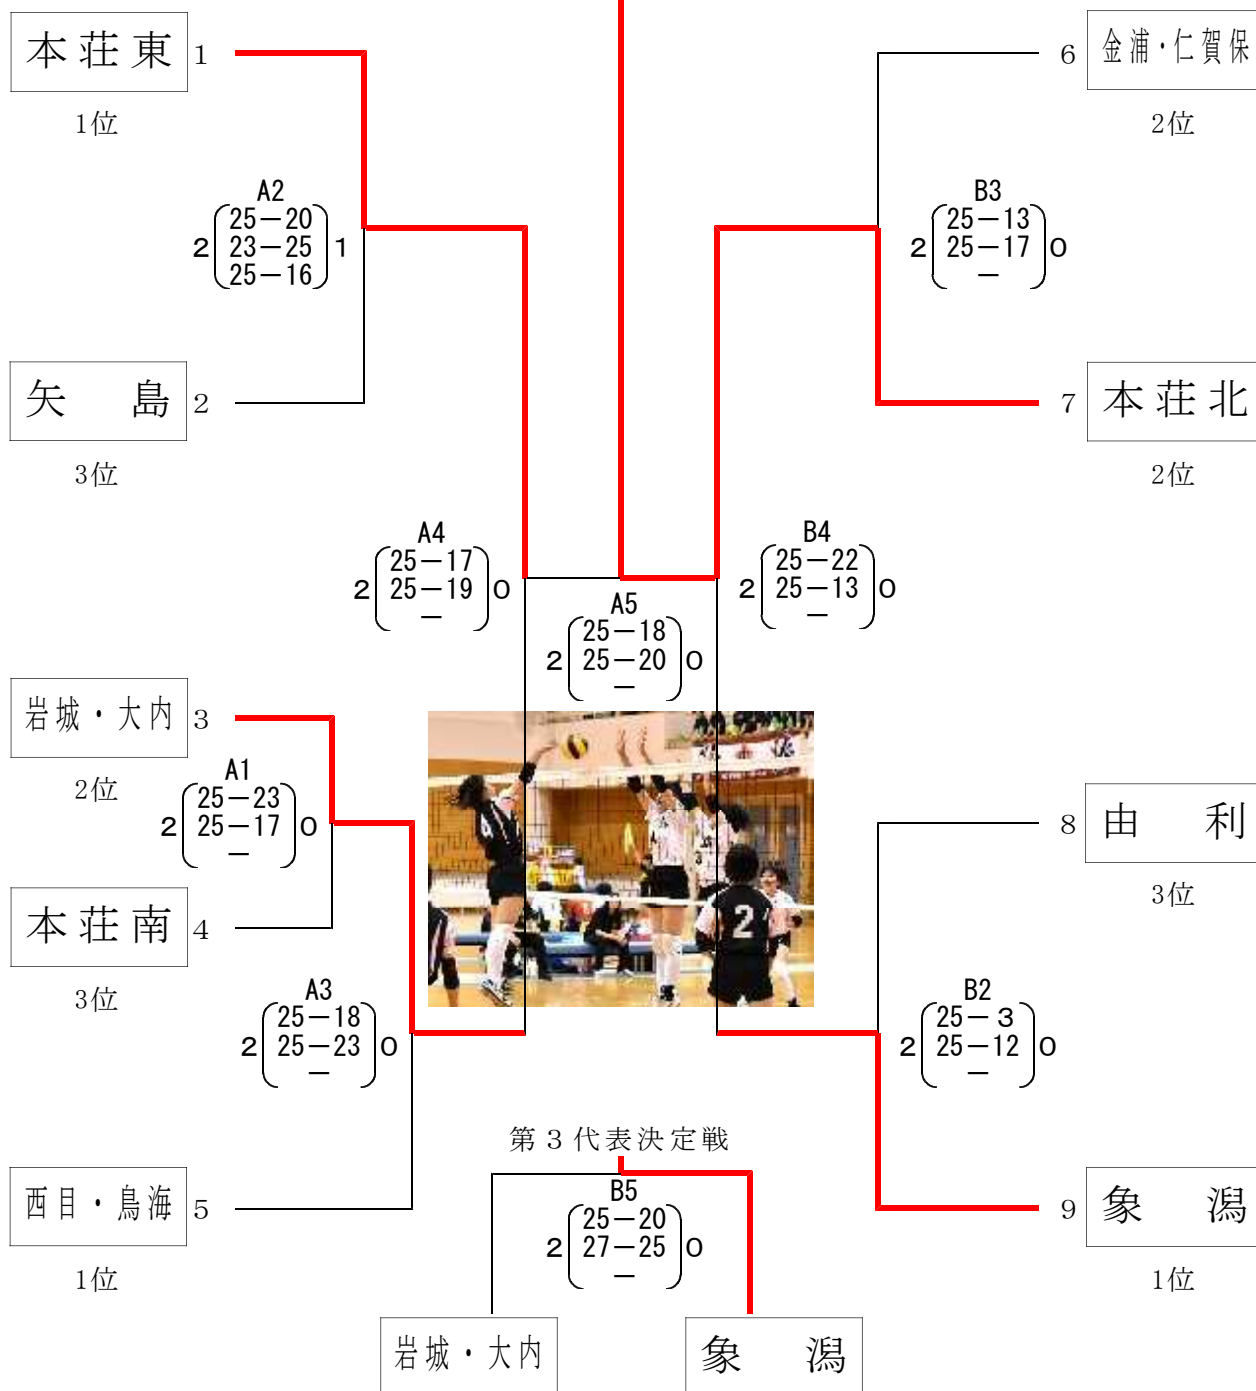 本荘東 1
1位
A2
2 25－20 1
23－25
25－16
－
矢　島 2
3位
A4
25－17
2 25－19 0
－
岩城・大内 3
2位
A1
25－23
2 25－17 0
－
本荘南 4
3位
A3
25－18
2 25－23 0
－
西目・鳥海 5
1位
A5
25－18
2 25－20 0
－
6 金浦・仁賀保
2位
B3
25－13
2 25－17 0
－
7 本荘北
2位
B4
25－22
2 25－13 0
－
8 由　利
3位
B2
25－3
2 25－12 0
－
9 象　潟
1位
2
第3代表決定戦
B5
25－20
2 27－25 0
－
岩城・大内
象　潟